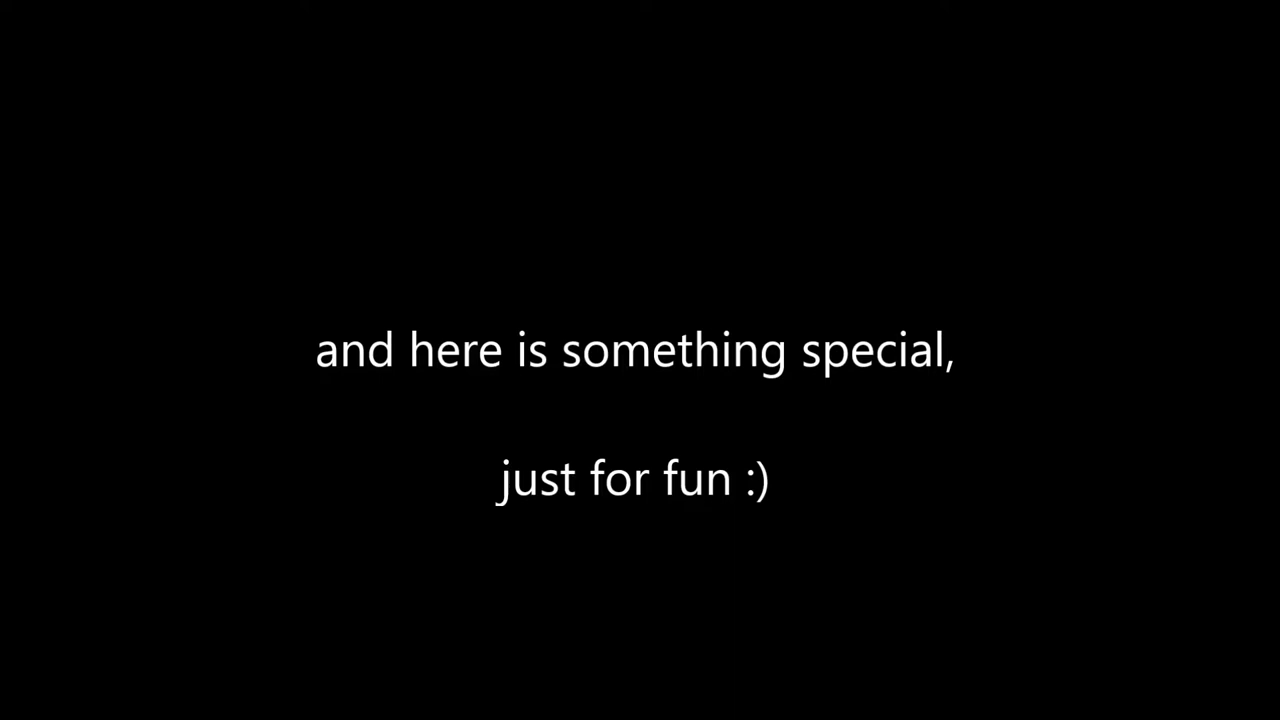 and here is something special,
just for fun :)